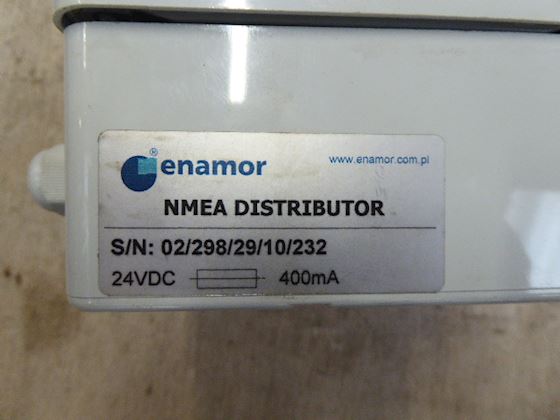 ® enamor
www.enamor.com.pl
NMEA DISTRIBUTOR
S/N: 02/298/29/10/232
24VDC 400mA